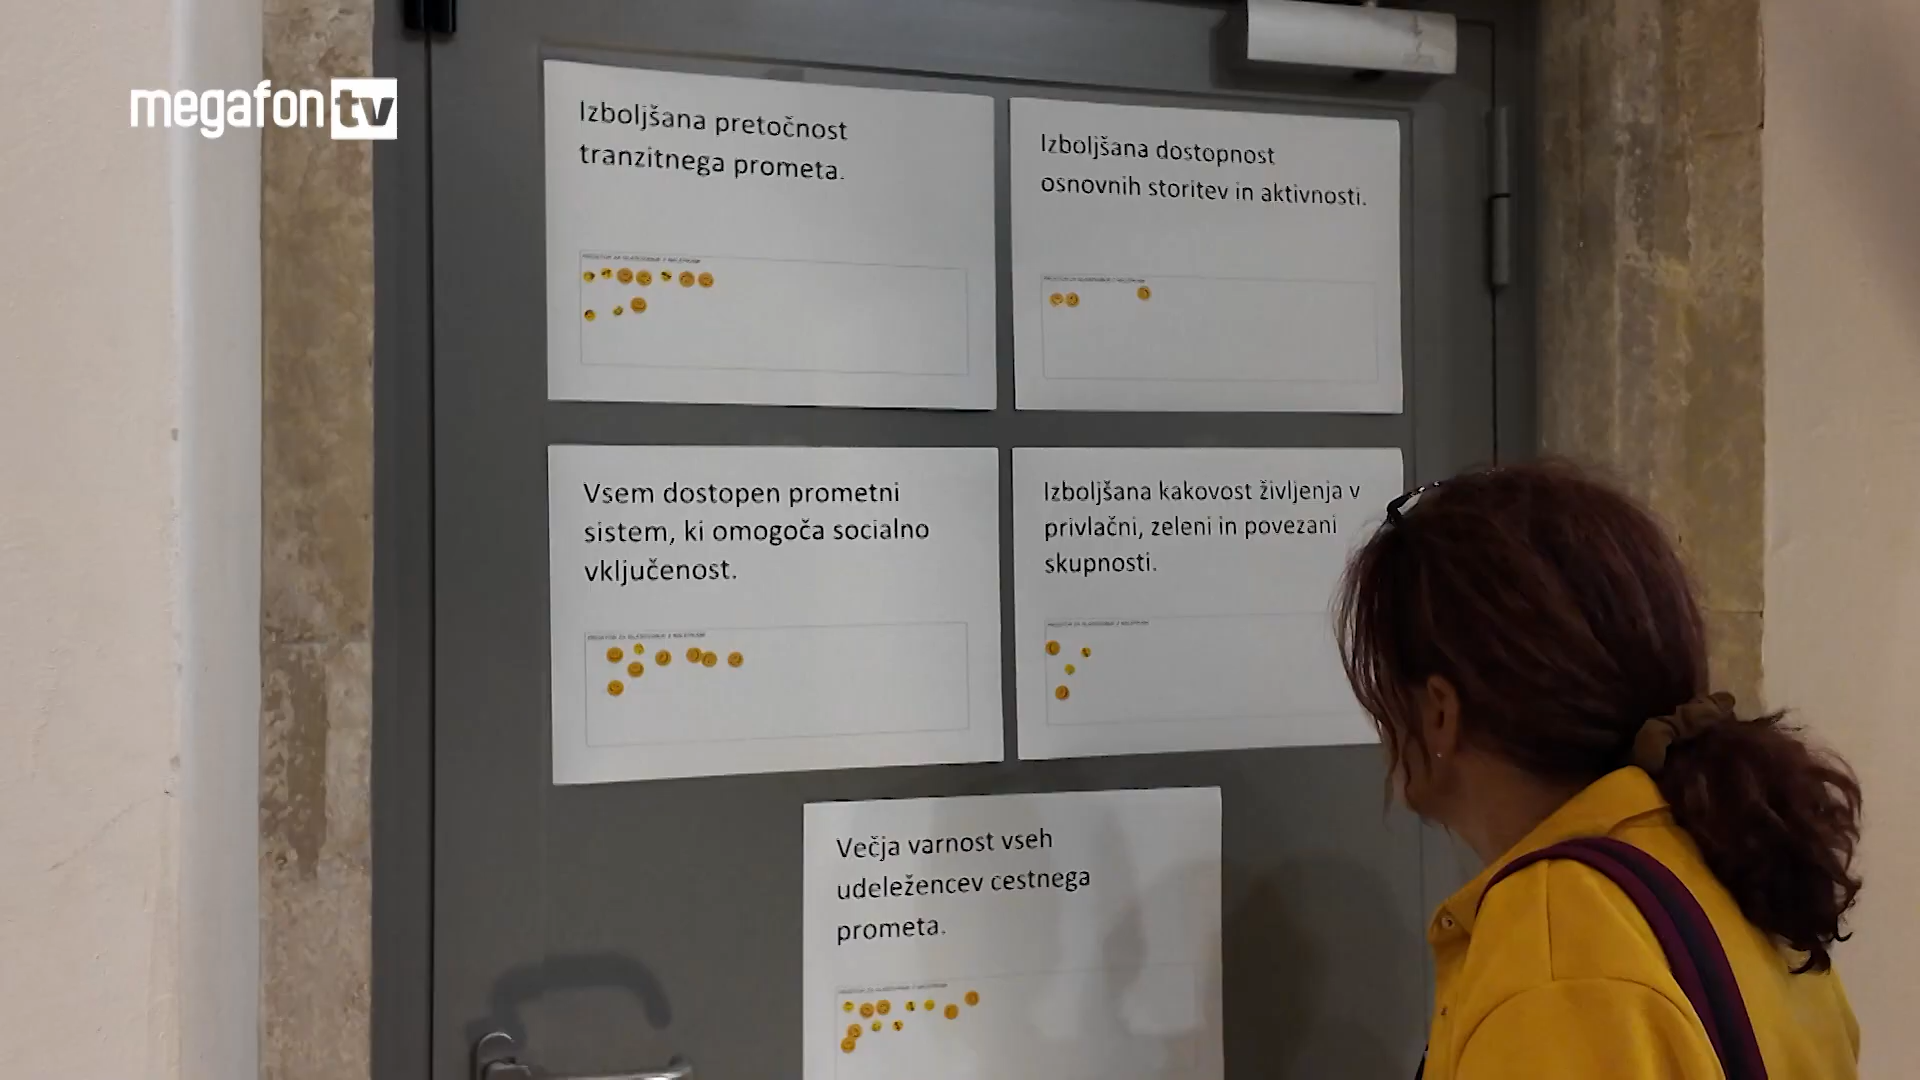 megafon tv
Izboljšana pretočnost
tranzitnega prometa.
Izboljšana dostopnost
osnovnih storitev in aktivnosti.
Vsem dostopen prometni
sistem, ki omogoča socialno
vključenost.
Izboljšana kakovost življenja v
privlačni, zeleni in povezani
skupnosti.
Večja varnost vseh
udeležencev cestnega
prometa.